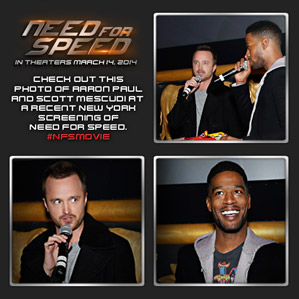 NEED FOR
SPEED
IN THEATERS MARCH 14, 2014
CHECK OUT THIS
PHOTO OF AARON PAUL
AND SCOTT MESCUDI AT
A RECENT NEW YORK
SCREENING OF
NEED FOR SPEED.
#NFSMOVIE